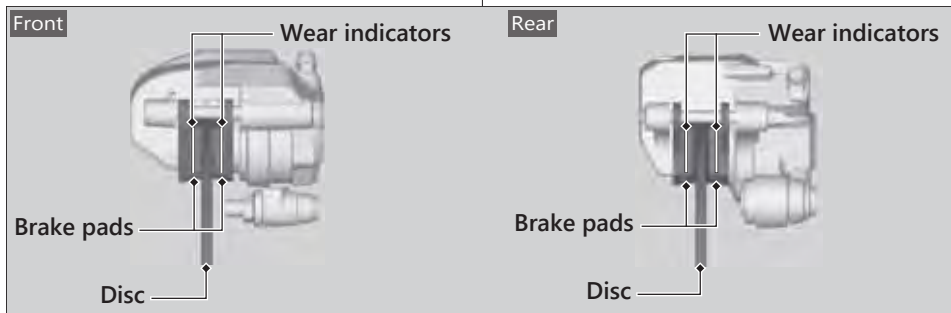 Front
Wear indicators
Brake pads
Disc
Rear
Wear indicators
Brake pads
Disc